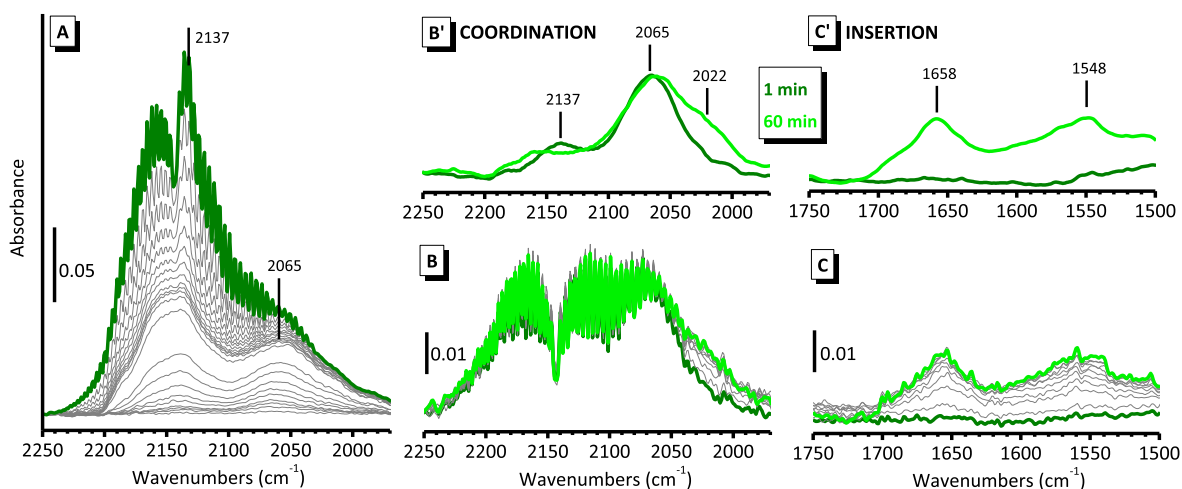 A
2137
2065
Absorbance
0.05
2250 2200 2150 2100 2050 2000
Wavenumbers (cm-1)
B' COORDINATION
2065
2137
2022
2250 2200 2150 2100 2050 2000
1 min
60 min
C' INSERTION
1658
1548
1750 1700 1650 1600 1550 1500
B
0.01
2250 2200 2150 2100 2050 2000
Wavenumbers (cm-1)
C
0.01
1750 1700 1650 1600 1550 1500
Wavenumbers (cm-1)